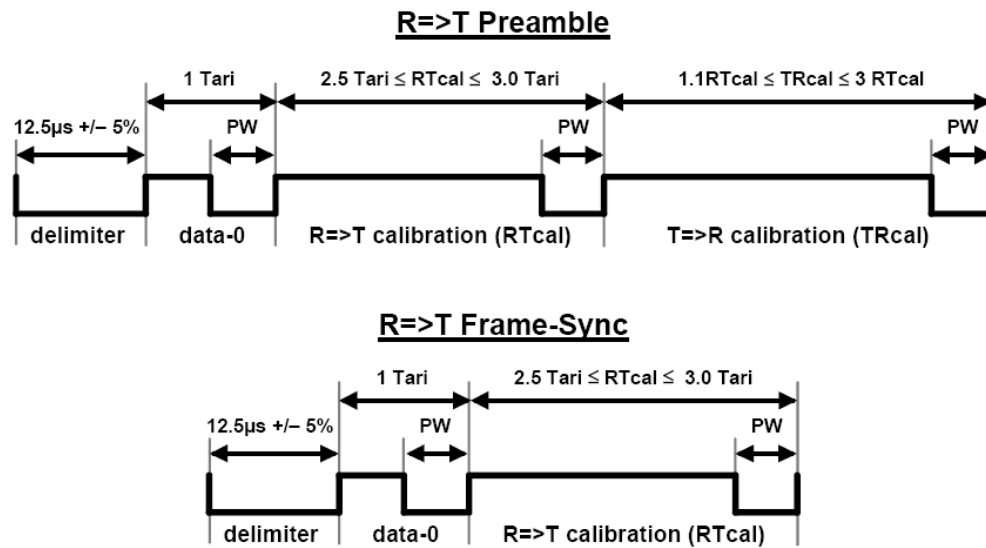 R=>T Preamble
1 Tari
2.5 Tari ≤ RTcal ≤ 3.0 Tari
1.1RTcal ≤ TRcal ≤ 3 RTcal
12.5µs +/– 5%
PW
PW
PW
delimiter
data-0
R=>T calibration (RTcal)
T=>R calibration (TRcal)
R=>T Frame-Sync
1 Tari
2.5 Tari ≤ RTcal ≤ 3.0 Tari
12.5µs +/– 5%
PW
PW
delimiter
data-0
R=>T calibration (RTcal)